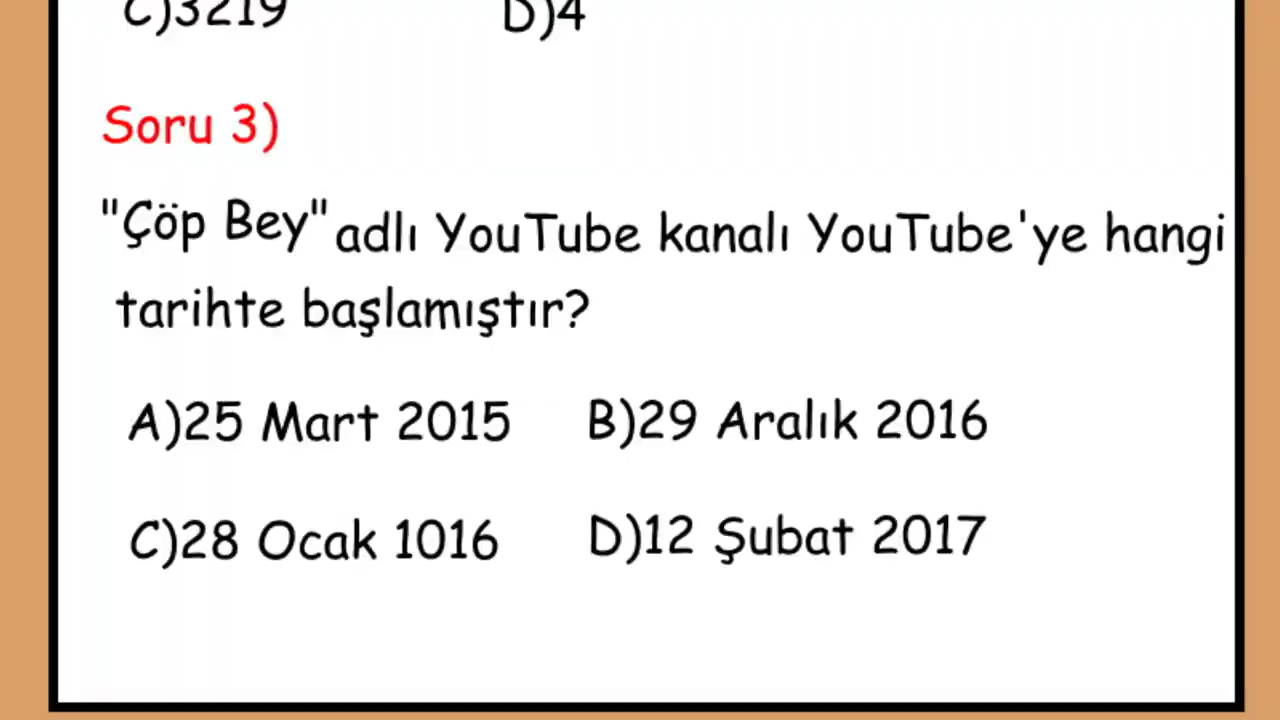 C)3219 D)4
Soru 3)
"Çöp Bey" adlı YouTube kanalı YouTube'ye hangi
tarihte başlamıştır?
A)25 Mart 2015 B)29 Aralık 2016
C)28 Ocak 1016 D)12 Şubat 2017